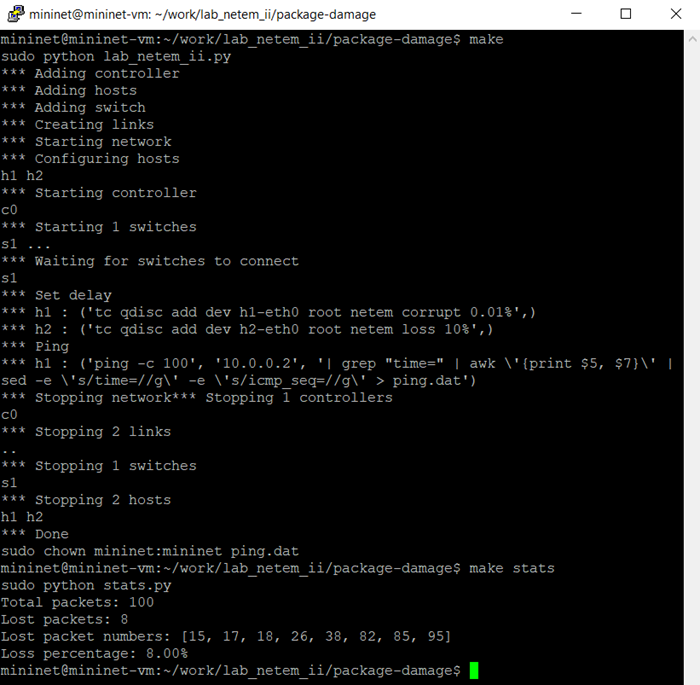 mininet@mininet-vm: ~/work/lab_netem_ii/package-damage
mininet@mininet-vm:~/work/lab_netem_ii/package-damage$ make
sudo python lab_netem_ii.py
*** Adding controller
*** Adding hosts
*** Adding switch
*** Creating links
*** Starting network
*** Configuring hosts
h1 h2
*** Starting controller
c0
*** Starting 1 switches
s1 ...
*** Waiting for switches to connect
s1
*** Set delay
*** h1 : ('tc qdisc add dev h1-eth0 root netem corrupt 0.01%',)
*** h2 : ('tc qdisc add dev h2-eth0 root netem loss 10%',)
*** Ping
*** h1 : ('ping -c 100', '10.0.0.2', '| grep "time=" | awk \'{print $5, $7}\' |
sed -e \'s/time=//g\' -e \'s/icmp_seq=//g\' > ping.dat')
*** Stopping network*** Stopping 1 controllers
c0
*** Stopping 2 links
..
*** Stopping 1 switches
s1
*** Stopping 2 hosts
h1 h2
*** Done
sudo chown mininet:mininet ping.dat
mininet@mininet-vm:~/work/lab_netem_ii/package-damage$ make stats
sudo python stats.py
Total packets: 100
Lost packets: 8
Lost packet numbers: [15, 17, 18, 26, 38, 82, 85, 95]
Loss percentage: 8.00%
mininet@mininet-vm:~/work/lab_netem_ii/package-damage$